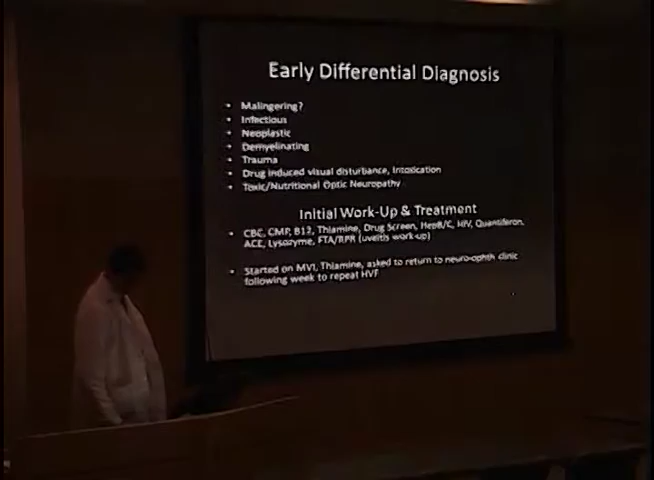 Early Differential Diagnosis
• Malingering?
• Infectious
• Neoplastic
• Demyelinating
• Trauma
• Drug induced visual disturbance, Intoxication
• Toxic/Nutritional Optic Neuropathy
Initial Work-Up & Treatment
• CBC, CMP, B12, Thiamine, Drug Screen, HepB/C, HIV, Quantiferon,
ACE, Lysozyme, FTA/RPR (uveitis work-up)
• Started on MVI, Thiamine, asked to return to neuro-ophth clinic
following week to repeat HVF